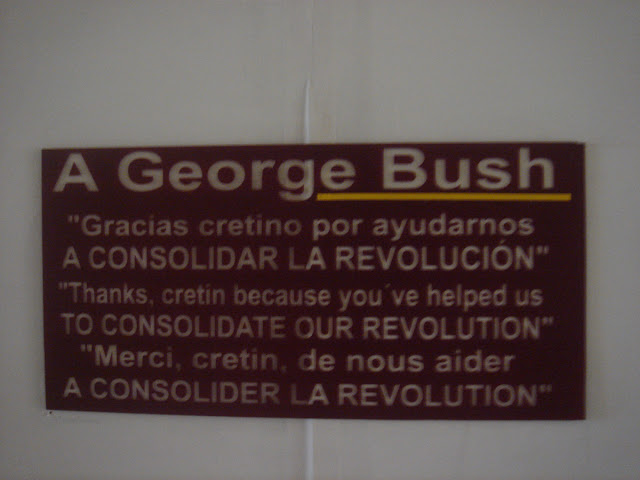 A George Bush
"Gracias cretino por ayudarnos
A CONSOLIDAR LA REVOLUCIÓN"
"Thanks, cretin because you´ve helped us
TO CONSOLIDATE OUR REVOLUTION"
"Merci, cretin, de nous aider
A CONSOLIDER LA REVOLUTION"